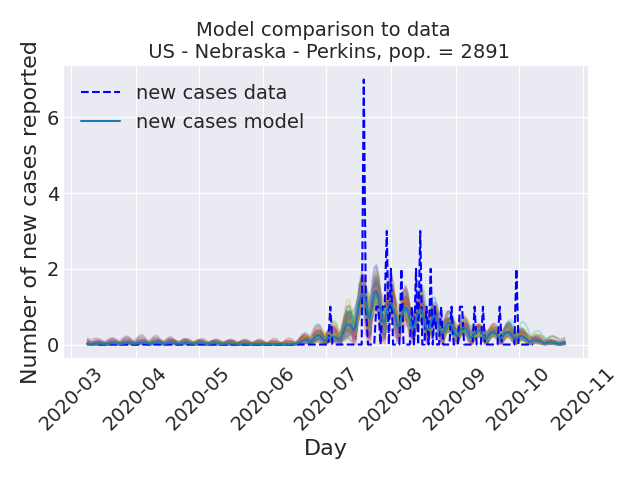 Model comparison to data
US - Nebraska - Perkins, pop. = 2891
Number of new cases reported
new cases data
new cases model
6
4
2
0
2020-03
2020-04
2020-05
2020-06
2020-07
2020-08
2020-09
2020-10
2020-11
Day